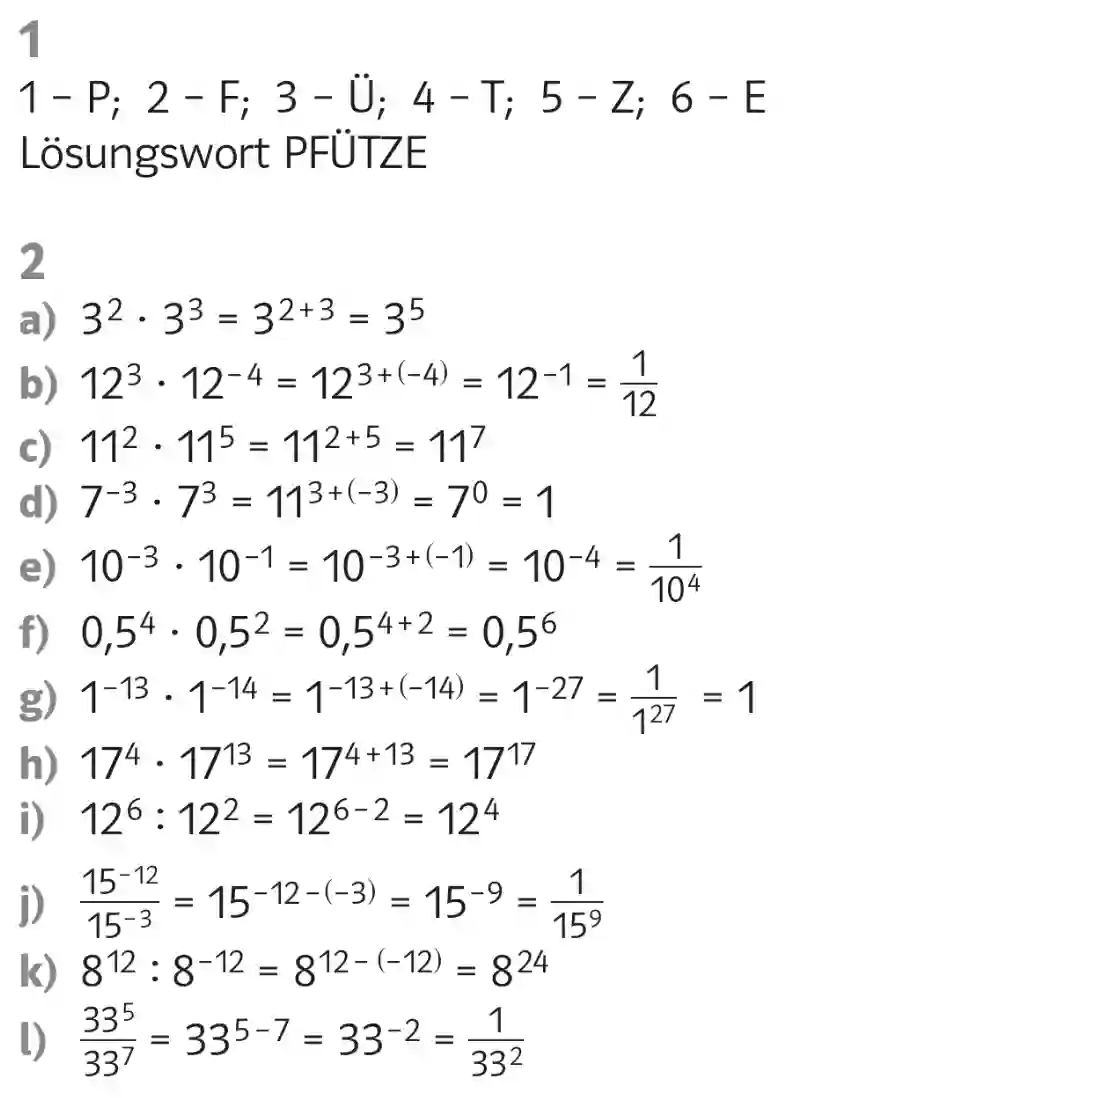 1
1 – P; 2 – F; 3 – Ü; 4 – T; 5 – Z; 6 – E
Lösungswort PFÜTZE
2
a) 3² · 3³ = 3²⁺³ = 3⁵
b) 12³ · 12⁻⁴ = 12³⁺⁽⁻⁴⁾ = 12⁻¹ = 1/12
c) 11² · 11⁵ = 11²⁺⁵ = 11⁷
d) 7⁻³ · 7³ = 11³⁺⁽⁻³⁾ = 7⁰ = 1
e) 10⁻³ · 10⁻¹ = 10⁻³⁺⁽⁻¹⁾ = 10⁻⁴ = 1/10⁴
f) 0,5⁴ · 0,5² = 0,5⁴⁺² = 0,5⁶
g) 1⁻¹³ · 1⁻¹⁴ = 1⁻¹³⁺⁽⁻¹⁴⁾ = 1⁻²⁷ = 1/1²⁷ = 1
h) 17⁴ · 17¹³ = 17⁴⁺¹³ = 17¹⁷
i) 12⁶ : 12² = 12⁶⁻² = 12⁴
j) 15⁻¹²/15⁻³ = 15⁻¹²⁻⁽⁻³⁾ = 15⁻⁹ = 1/15⁹
k) 8¹² : 8⁻¹² = 8¹²⁻⁽⁻¹²⁾ = 8²⁴
l) 33⁵/33⁷ = 33⁵⁻⁷ = 33⁻² = 1/33²